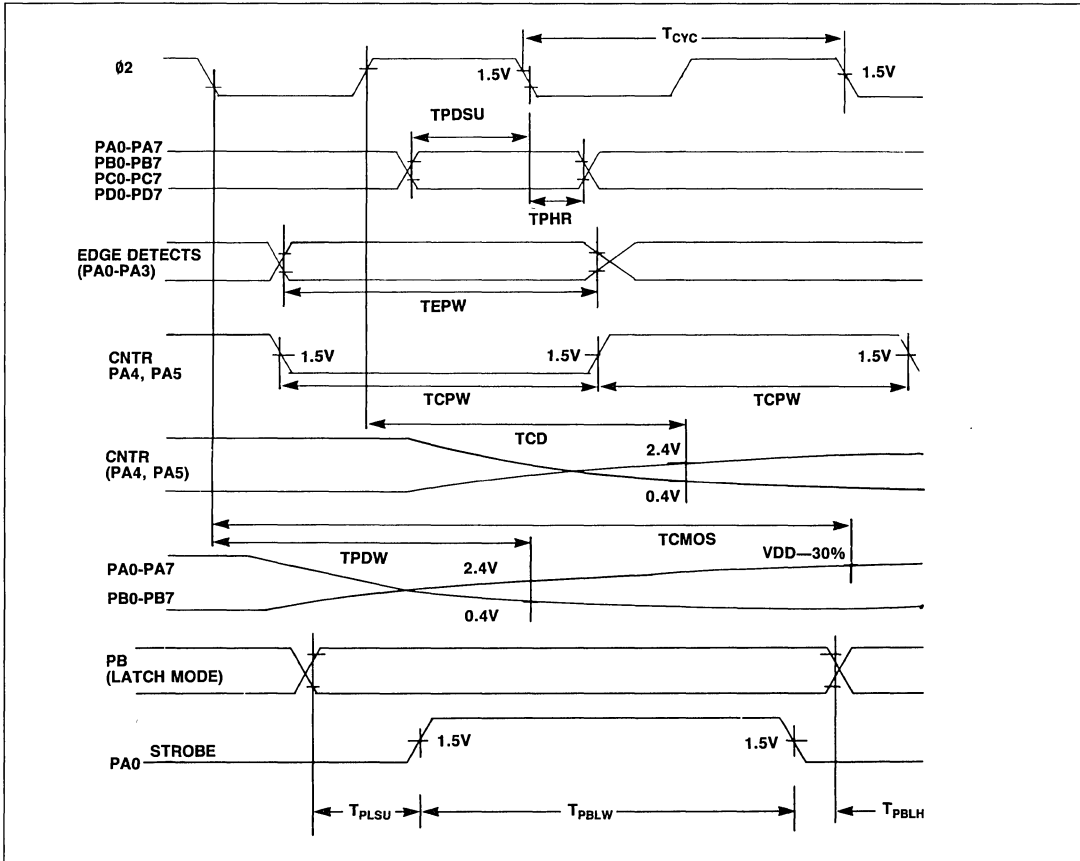 TCYC
Ø2
1.5V
1.5V
TPDSU
PA0-PA7
PB0-PB7
PC0-PC7
PD0-PD7
TPHR
EDGE DETECTS
(PA0-PA3)
TEPW
CNTR
PA4, PA5
1.5V
1.5V
1.5V
TCPW
TCPW
TCD
CNTR
(PA4, PA5)
2.4V
0.4V
TCMOS
TPDW
VDD—30%
PA0-PA7
2.4V
PB0-PB7
0.4V
PB
(LATCH MODE)
STROBE
PA0
1.5V
1.5V
TPLSU
TPBLW
TPBLH